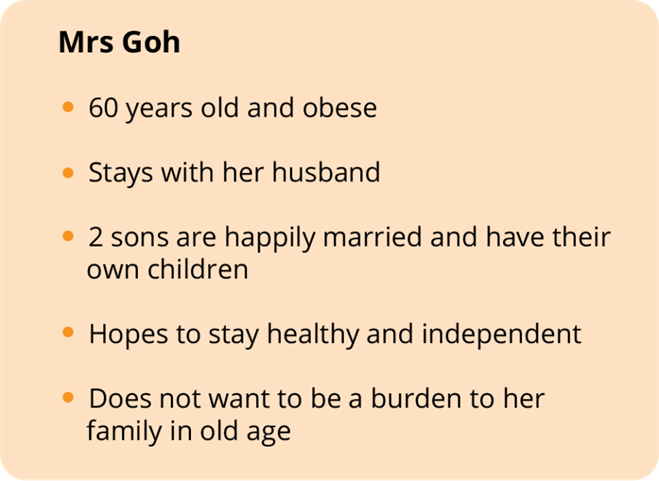 Mrs Goh
• 60 years old and obese
• Stays with her husband
• 2 sons are happily married and have their
own children
• Hopes to stay healthy and independent
• Does not want to be a burden to her
family in old age